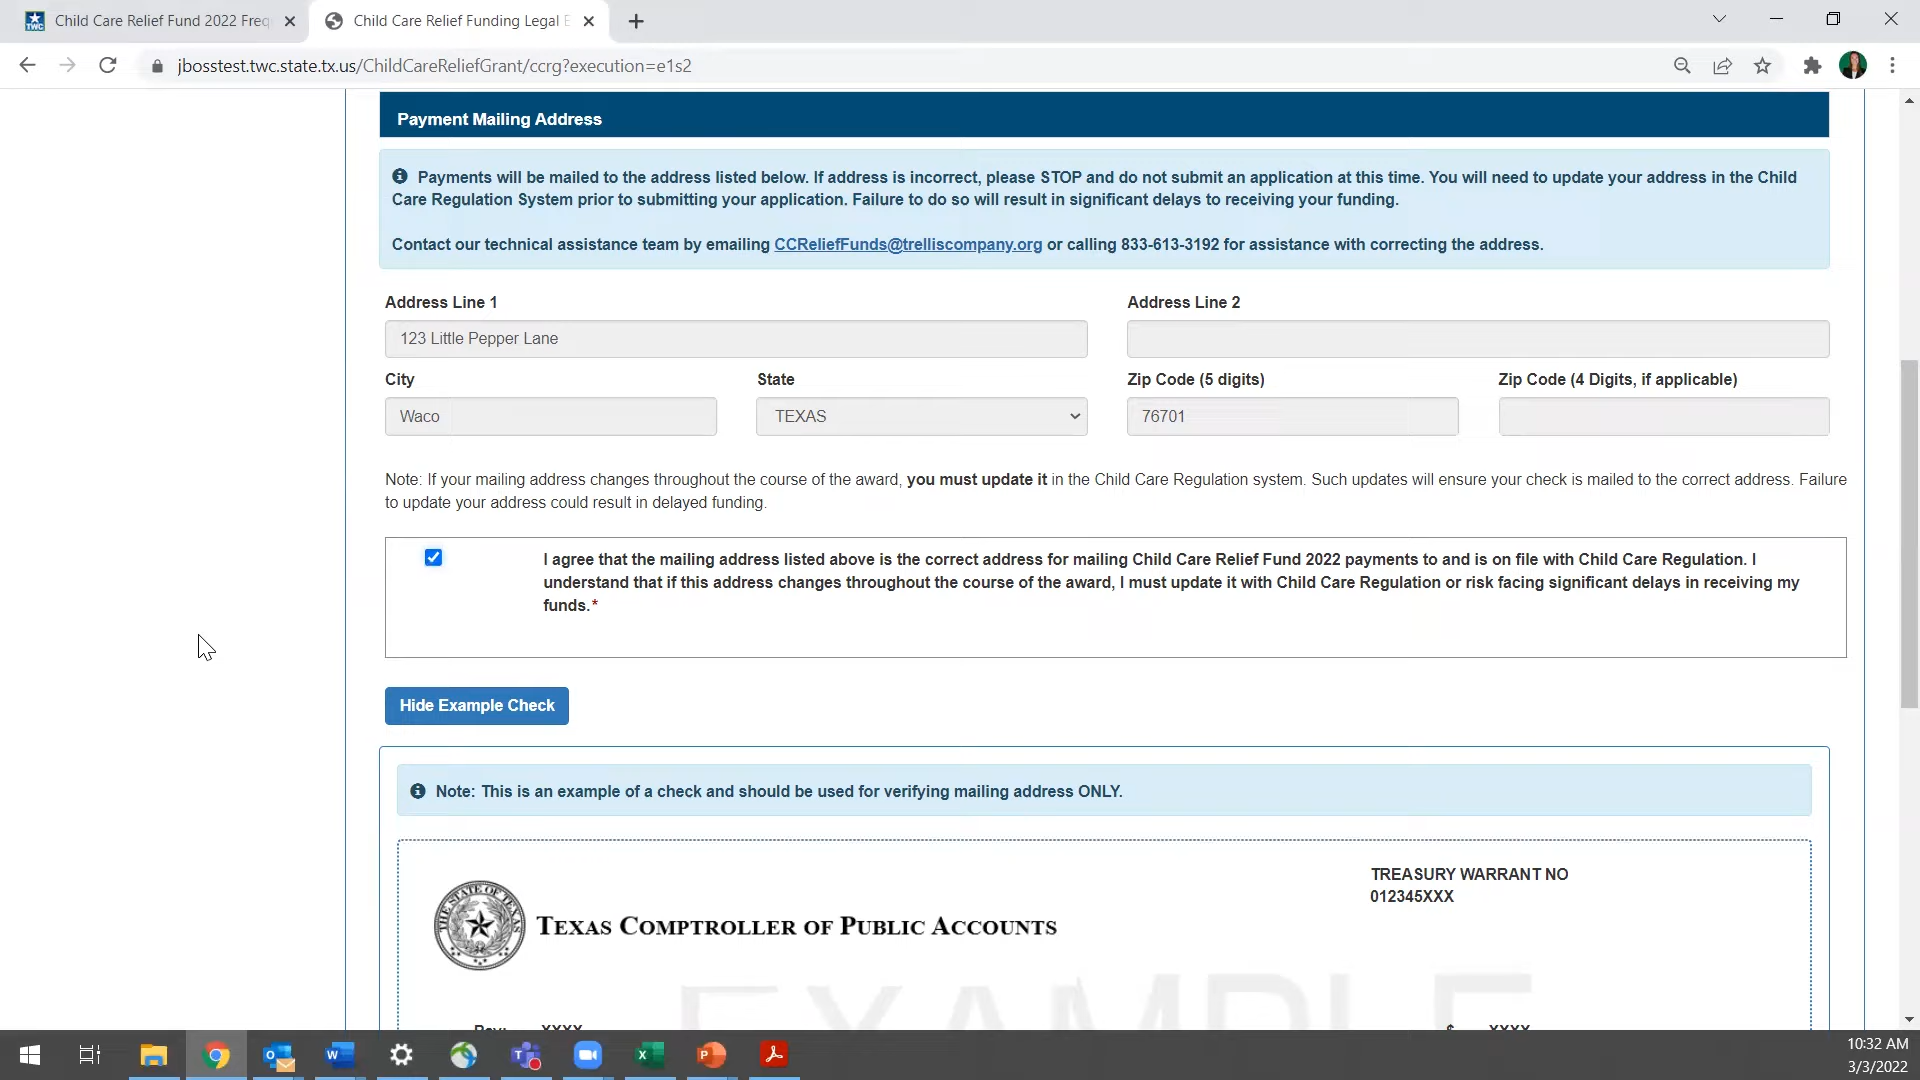 Child Care Relief Fund 2022 Freq
Child Care Relief Funding Legal E
jbosstest.twc.state.tx.us/ChildCareReliefGrant/ccrg?execution=e1s2
Payment Mailing Address
Payments will be mailed to the address listed below. If address is incorrect, please STOP and do not submit an application at this time. You will need to update your address in the Child
Care Regulation System prior to submitting your application. Failure to do so will result in significant delays to receiving your funding.
Contact our technical assistance team by emailing CCReliefFunds@trelliscompany.org or calling 833-613-3192 for assistance with correcting the address.
Address Line 1
Address Line 2
123 Little Pepper Lane
City
State
Zip Code (5 digits)
Zip Code (4 Digits, if applicable)
Waco
TEXAS
76701
Note: If your mailing address changes throughout the course of the award, you must update it in the Child Care Regulation system. Such updates will ensure your check is mailed to the correct address. Failure
to update your address could result in delayed funding.
I agree that the mailing address listed above is the correct address for mailing Child Care Relief Fund 2022 payments to and is on file with Child Care Regulation. I
understand that if this address changes throughout the course of the award, I must update it with Child Care Regulation or risk facing significant delays in receiving my
funds.*
Hide Example Check
Note: This is an example of a check and should be used for verifying mailing address ONLY.
TREASURY WARRANT NO
012345XXX
THE STATE OF TEXAS
TEXAS COMPTROLLER OF PUBLIC ACCOUNTS
EXAMPLE
Pay: XXXX
$ XXXX
10:32 AM
3/3/2022